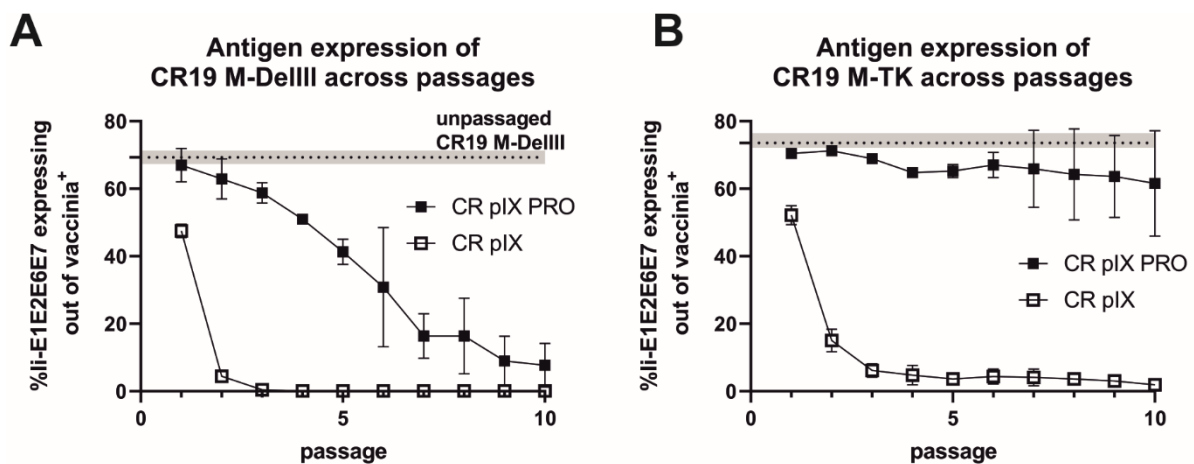 A
Antigen expression of
CR19 M-DelIII across passages
%Ii-E1E2E6E7 expressing
out of vaccinia+
80
60
40
20
0
unpassaged
CR19 M-DelIII
CR pIX PRO
CR pIX
0
5
10
passage
B
Antigen expression of
CR19 M-TK across passages
%Ii-E1E2E6E7 expressing
out of vaccinia+
80
60
40
20
0
CR pIX PRO
CR pIX
0
5
10
passage